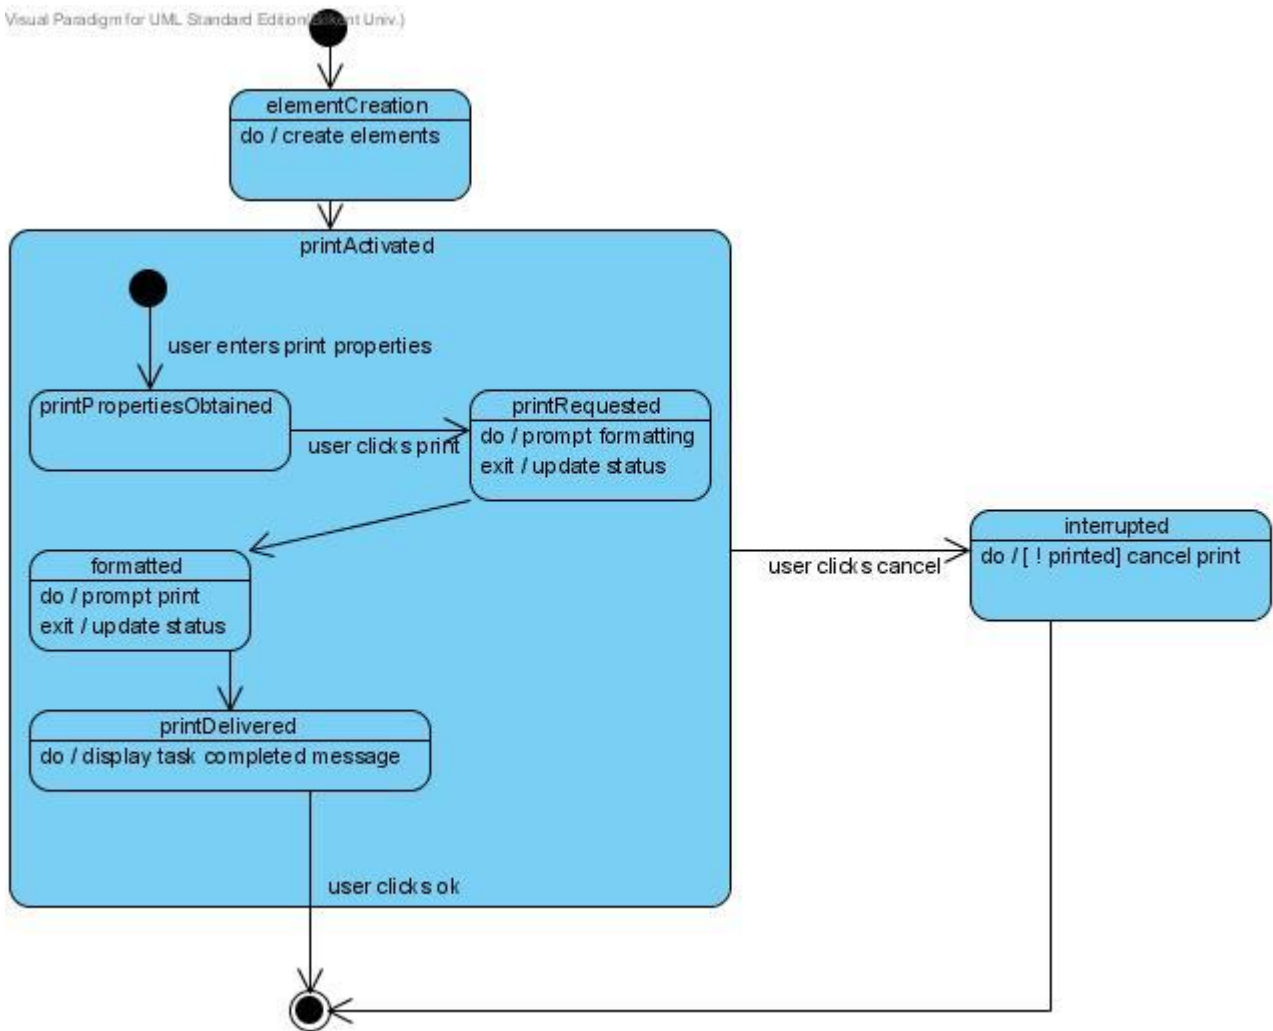 Visual Paradigm for UML Standard Edition(Bilkent Univ.)
elementCreation
do / create elements
printActivated
user enters print properties
printPropertiesObtained
user clicks print
printRequested
do / prompt formatting
exit / update status
formatted
do / prompt print
exit / update status
printDelivered
do / display task completed message
user clicks ok
user clicks cancel
interrupted
do / [ ! printed] cancel print